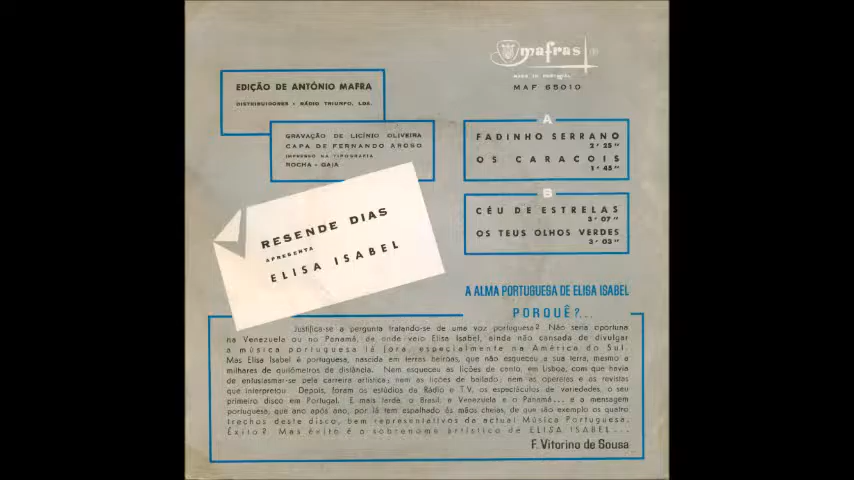 mafras
MADE IN PORTUGAL
MAF 65010
EDIÇÃO DE ANTÓNIO MAFRA
DISTRIBUIDORES - RÁDIO TRIUNFO, LDA.
GRAVAÇÃO DE LICÍNIO OLIVEIRA
CAPA DE FERNANDO AROSO
IMPRESSO NA TIPOGRAFIA
ROCHA - GAIA
A
FADINHO SERRANO
2' 25"
OS CARACOIS
1' 45"
B
CÉU DE ESTRELAS
3' 07"
OS TEUS OLHOS VERDES
3' 03"
RESENDE DIAS
APRESENTA
ELISA ISABEL
A ALMA PORTUGUESA DE ELISA ISABEL
PORQUÊ?...
Justifica-se a pergunta tratando-se de uma voz portuguesa? Não seria oportuna
na Venezuela ou no Panamá, de onde veio Elisa Isabel, ainda não cansada de divulgar
a música portuguesa lá fora, especialmente na América do Sul.
Mas Elisa Isabel é portuguesa, nascida em terras beiroas, que não esqueceu a sua terra, mesmo a
milhares de quilómetros de distância. Nem esqueceu as lições de canto, em Lisboa, com que havia
de entusiasmar-se pela carreira artística; nem as lições de bailado, nem as operetas e as revistas
que interpretou. Depois, foram os estúdios da Rádio e T.V. os espectáculos de variedades, o seu
primeiro disco em Portugal. E mais tarde, o Brasil, a Venezuela e o Panamá... e a mensagem
portuguesa, que ano após ano, por lá tem espalhado às mãos cheias, de que são exemplo os quatro
trechos deste disco, bem representativos da actual Música Portuguesa.
Êxito? Mas êxito é o sobrenome artístico de ELISA ISABEL...
F. Vitorino de Sousa